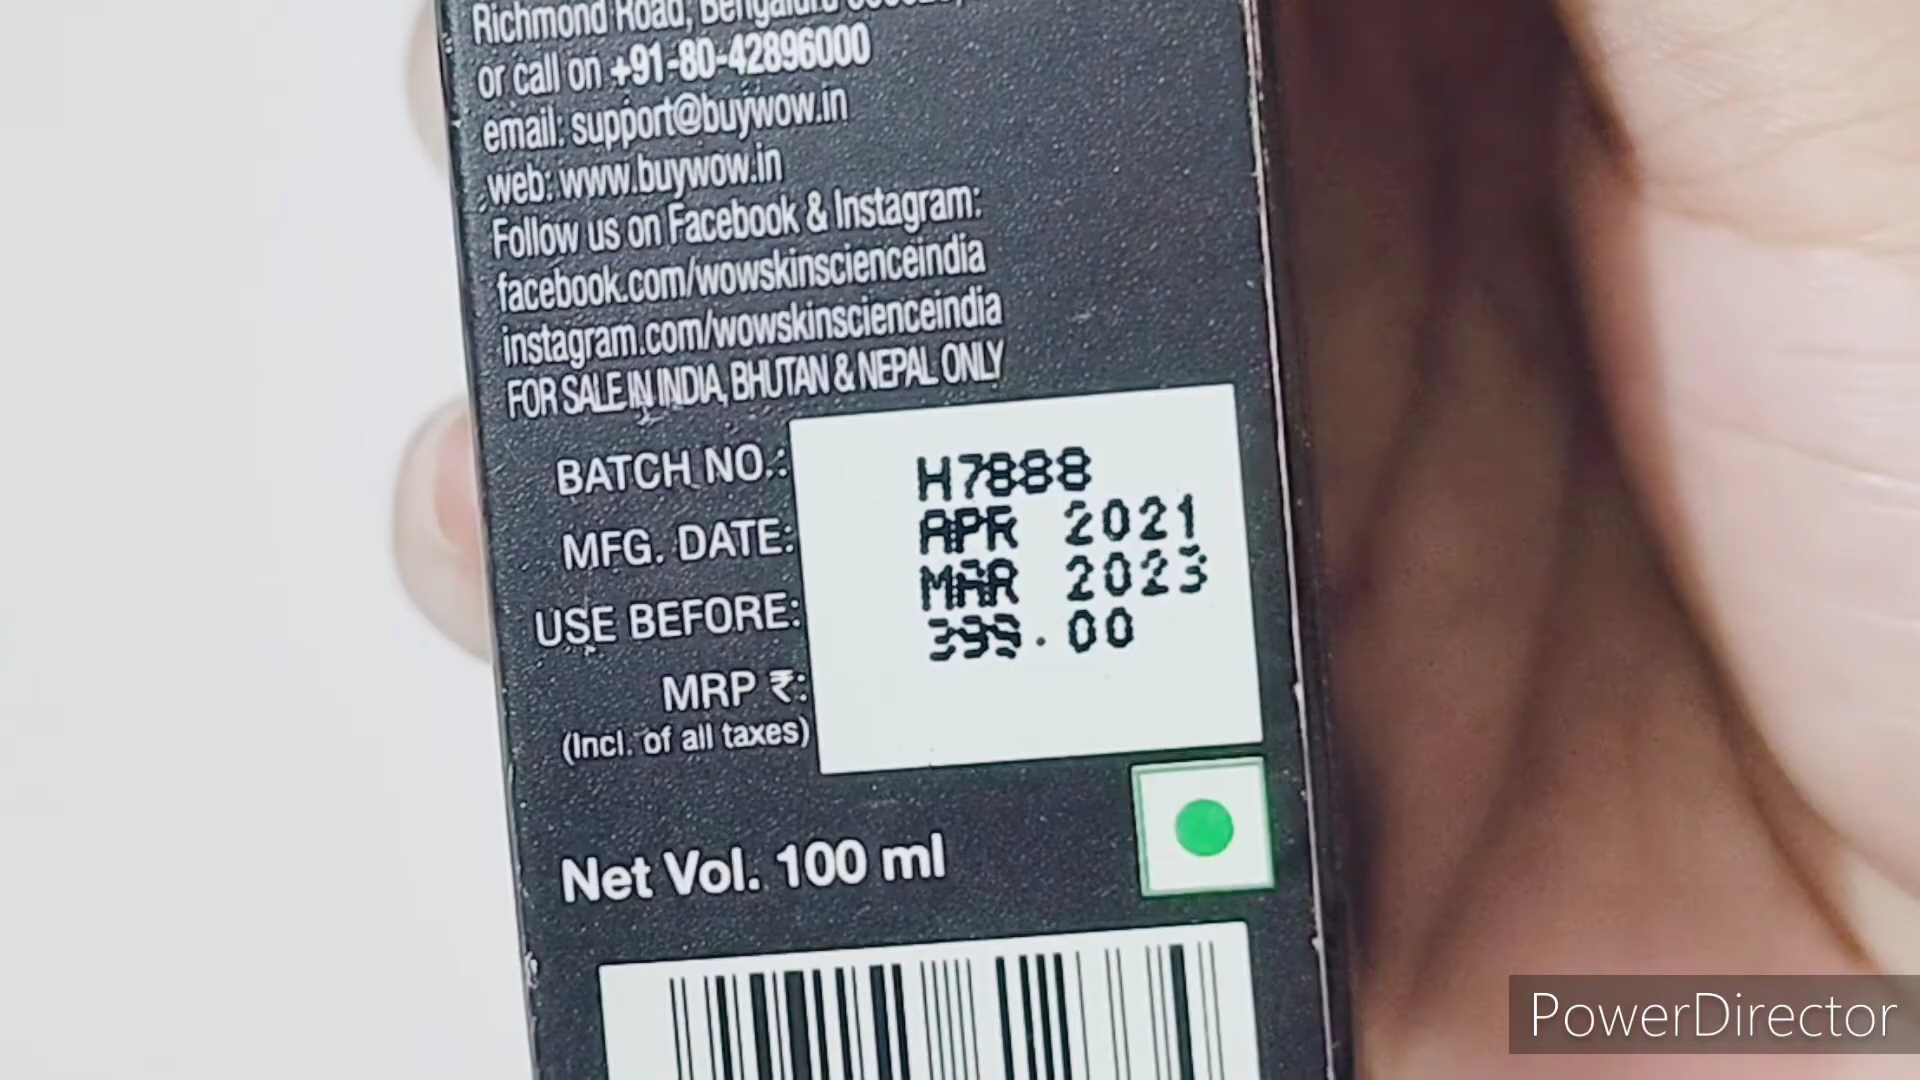 Richmond Road, Bengaluru
or call on +91-80-42896000
email: support@buywow.in
web: www.buywow.in
Follow us on Facebook & Instagram:
facebook.com/wowskinscienceindia
instagram.com/wowskinscienceindia
FOR SALE IN INDIA, BHUTAN & NEPAL ONLY
BATCH NO.: H7888
MFG. DATE: APR 2021
USE BEFORE: MAR 2023
MRP ₹: 399.00
(Incl. of all taxes)
Net Vol. 100 ml
PowerDirector